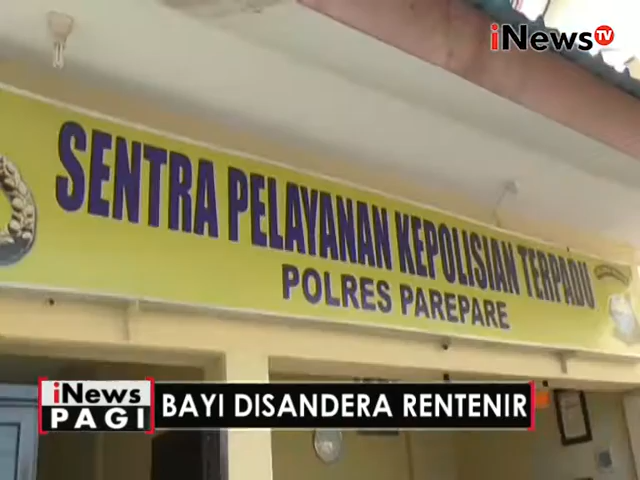 iNews TV
SENTRA PELAYANAN KEPOLISIAN TERPADU
POLRES PAREPARE
iNews
PAGI
BAYI DISANDERA RENTENIR